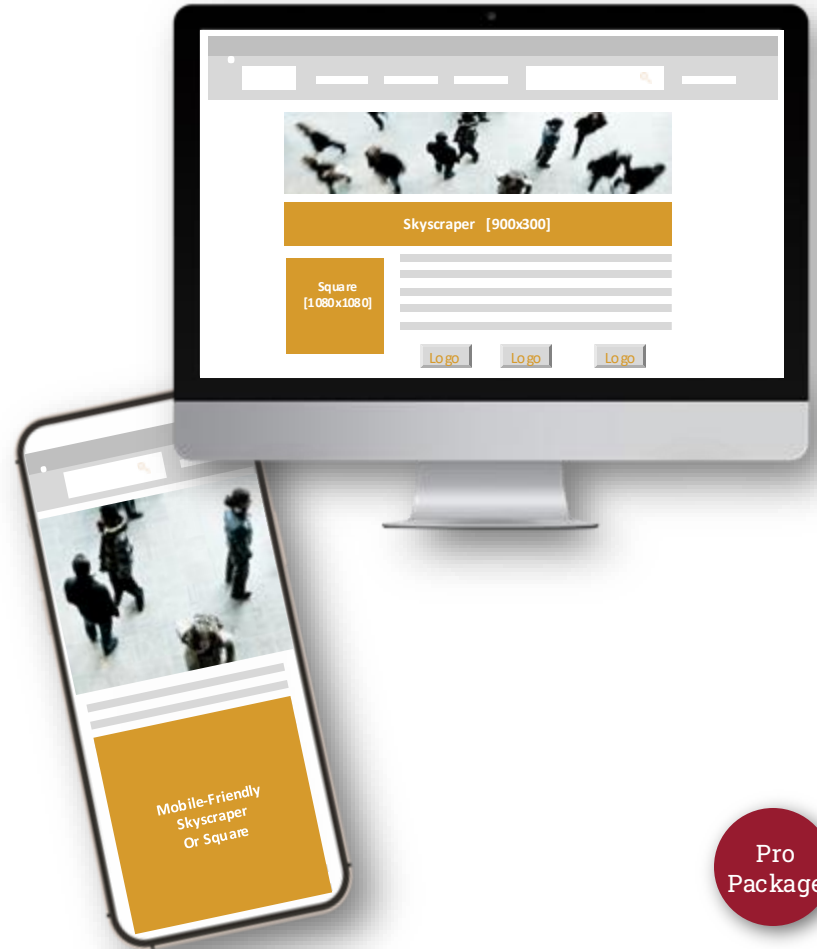 Skyscraper [900x300]
Square
[1080x1080]
Logo Logo Logo
Mobile-Friendly
Skyscraper
Or Square
Pro
Package